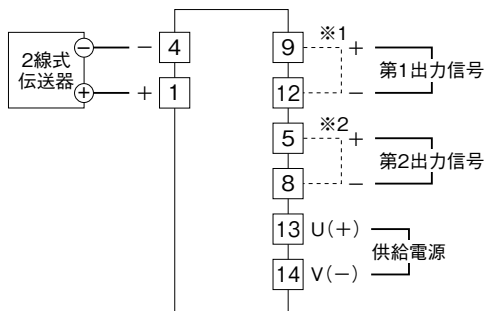 2線式
伝送器
− − 4
+ + 1
9 ※1 +
第1出力信号
12 −
5 ※2 +
第2出力信号
8 −
13 U(+)
供給電源
14 V(−)